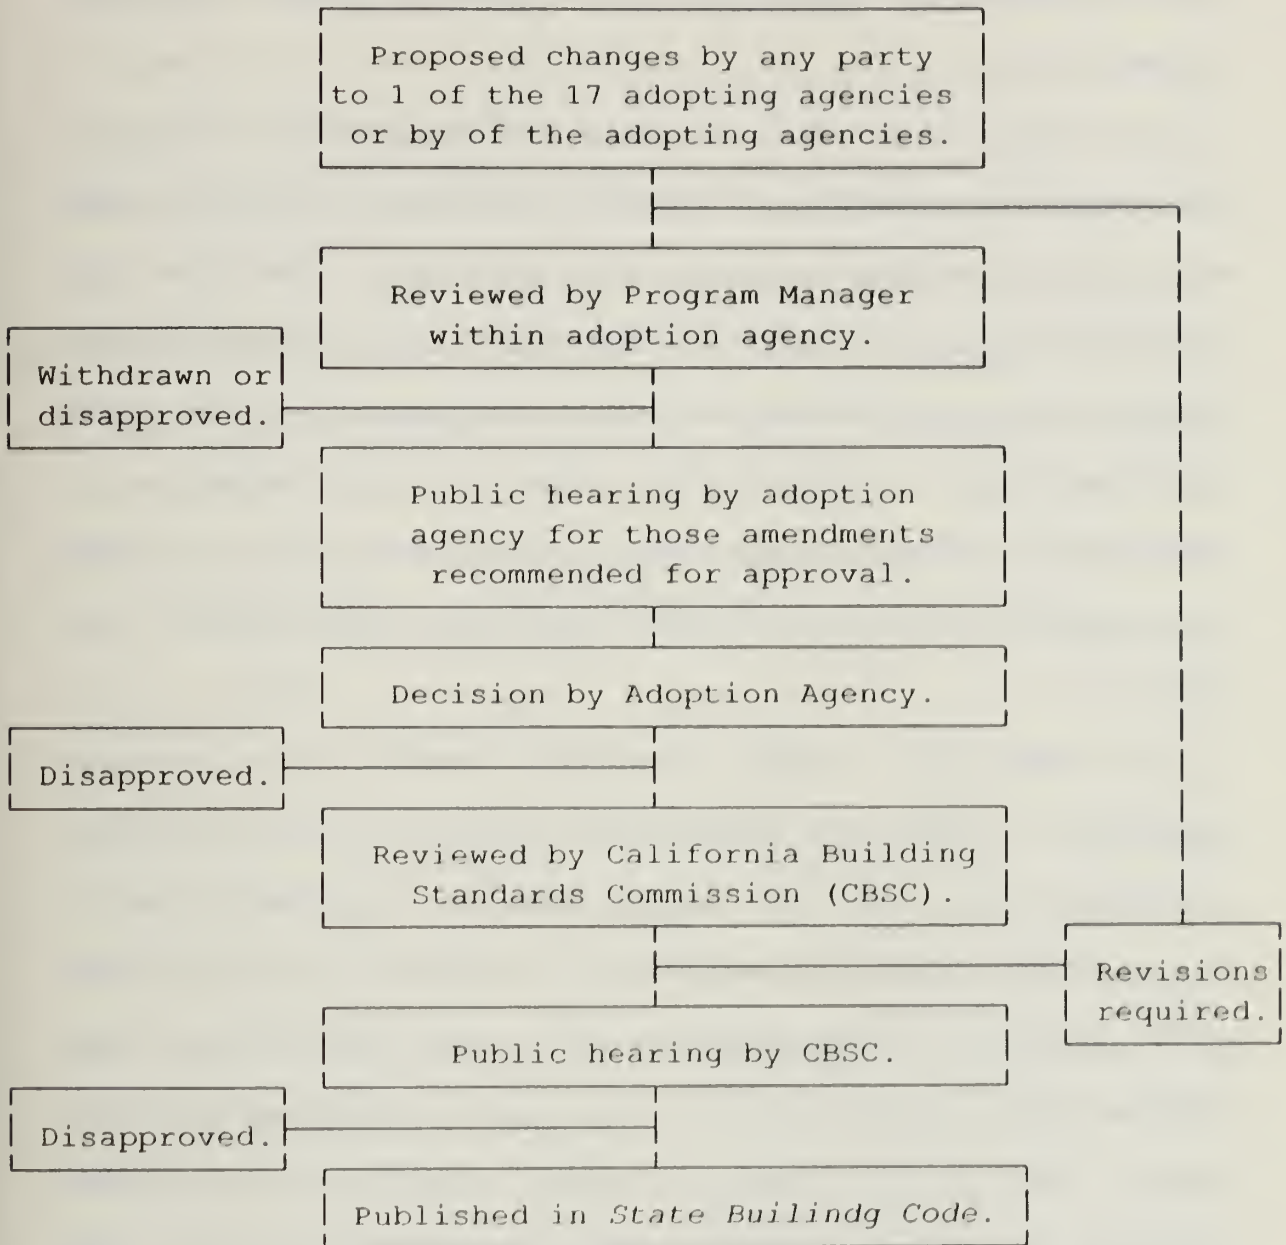 Proposed changes by any party
to 1 of the 17 adopting agencies
or by of the adopting agencies.
Reviewed by Program Manager
within adoption agency.
Withdrawn or
disapproved.
Public hearing by adoption
agency for those amendments
recommended for approval.
Decision by Adoption Agency.
Disapproved.
Reviewed by California Building
Standards Commission (CBSC).
Revisions
required.
Public hearing by CBSC.
Disapproved.
Published in State Builindg Code.